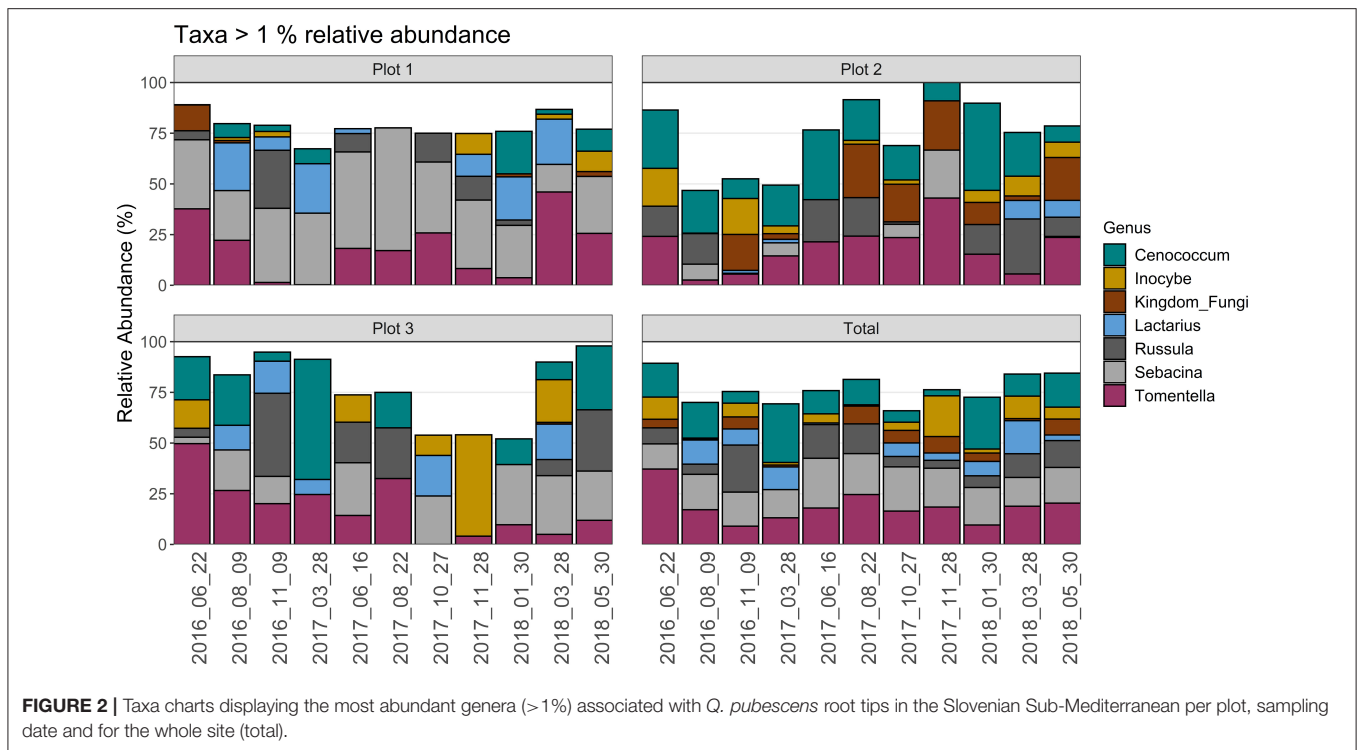 Taxa > 1 % relative abundance
Plot 1
Plot 2
100
75
50
25
0
Plot 3
Total
100
75
50
25
0
Relative Abundance (%)
2016_06_22
2016_08_09
2016_11_09
2017_03_28
2017_06_16
2017_08_22
2017_10_27
2017_11_28
2018_01_30
2018_03_28
2018_05_30
2016_06_22
2016_08_09
2016_11_09
2017_03_28
2017_06_16
2017_08_22
2017_10_27
2017_11_28
2018_01_30
2018_03_28
2018_05_30
Genus
Cenococcum
Inocybe
Kingdom_Fungi
Lactarius
Russula
Sebacina
Tomentella
FIGURE 2 | Taxa charts displaying the most abundant genera (>1%) associated with Q. pubescens root tips in the Slovenian Sub-Mediterranean per plot, sampling
date and for the whole site (total).